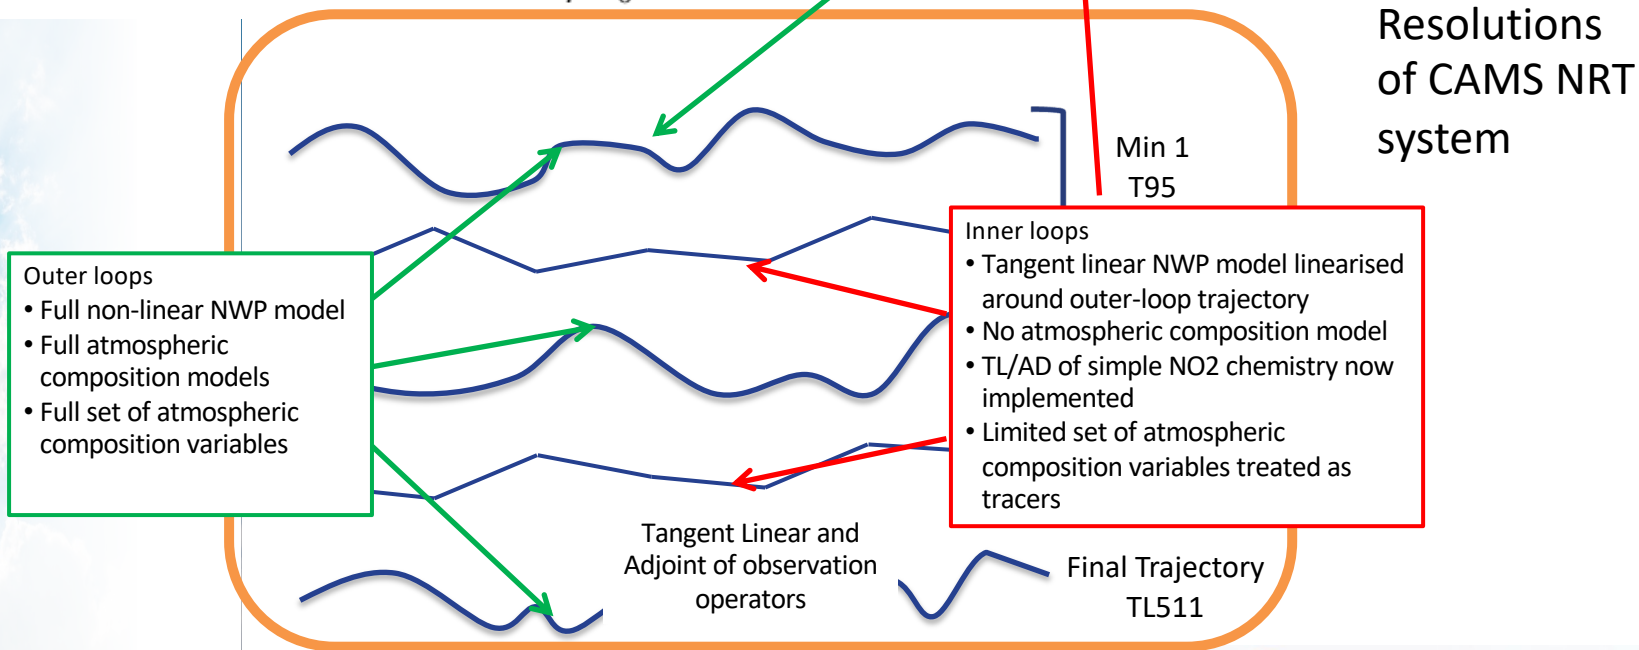 Resolutions
of CAMS NRT
system
Min 1
T95
Outer loops
• Full non-linear NWP model
• Full atmospheric
composition models
• Full set of atmospheric
composition variables
Inner loops
• Tangent linear NWP model linearised
around outer-loop trajectory
• No atmospheric composition model
• TL/AD of simple NO2 chemistry now
implemented
• Limited set of atmospheric
composition variables treated as
tracers
Tangent Linear and
Adjoint of observation
operators
Final Trajectory
TL511